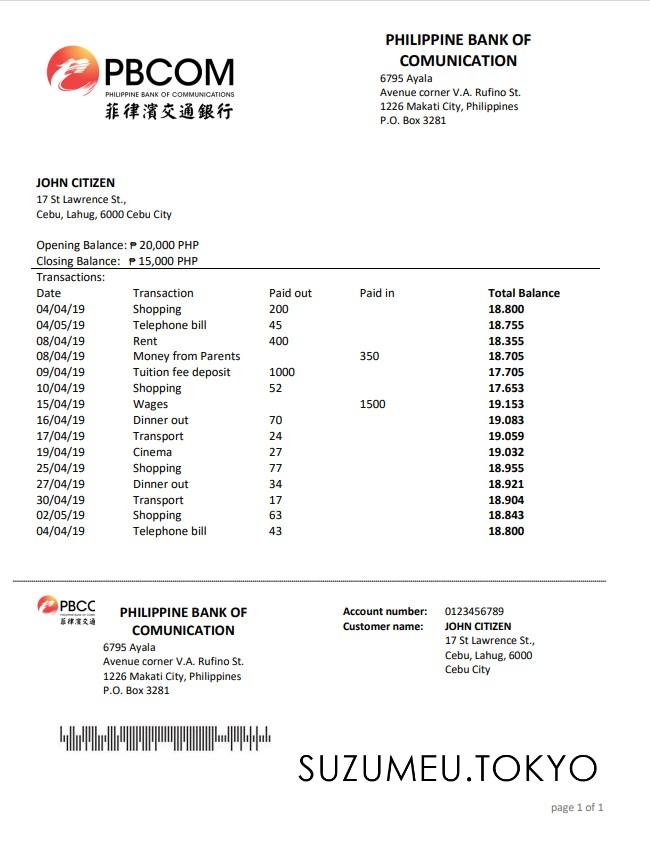 PBCOM
PHILIPPINE BANK OF COMMUNICATIONS
菲律濱交通銀行
PHILIPPINE BANK OF
COMUNICATION
6795 Ayala
Avenue corner V.A. Rufino St.
1226 Makati City, Philippines
P.O. Box 3281
JOHN CITIZEN
17 St Lawrence St.,
Cebu, Lahug, 6000 Cebu City
Opening Balance: ₱ 20,000 PHP
Closing Balance: ₱ 15,000 PHP
Transactions:
Date Transaction Paid out Paid in Total Balance
04/04/19 Shopping 200 18.800
04/05/19 Telephone bill 45 18.755
08/04/19 Rent 400 18.355
08/04/19 Money from Parents 350 18.705
09/04/19 Tuition fee deposit 1000 17.705
10/04/19 Shopping 52 17.653
15/04/19 Wages 1500 19.153
16/04/19 Dinner out 70 19.083
17/04/19 Transport 24 19.059
19/04/19 Cinema 27 19.032
25/04/19 Shopping 77 18.955
27/04/19 Dinner out 34 18.921
30/04/19 Transport 17 18.904
02/05/19 Shopping 63 18.843
04/04/19 Telephone bill 43 18.800
PBCC
菲律濱交通
PHILIPPINE BANK OF
COMUNICATION
6795 Ayala
Avenue corner V.A. Rufino St.
1226 Makati City, Philippines
P.O. Box 3281
Account number: 0123456789
Customer name: JOHN CITIZEN
17 St Lawrence St.,
Cebu, Lahug, 6000
Cebu City
SUZUMEU.TOKYO
page 1 of 1